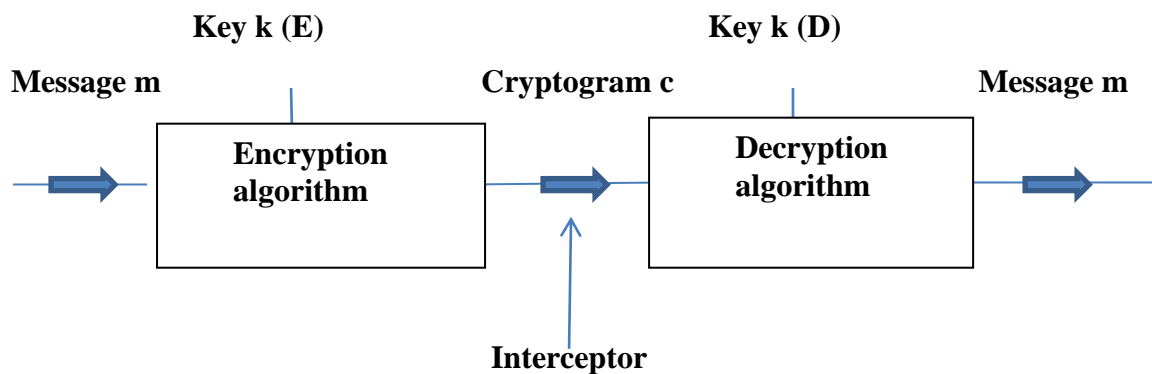 Key k (E)
Key k (D)
Message m
Cryptogram c
Message m
Encryption
algorithm
Decryption
algorithm
Interceptor